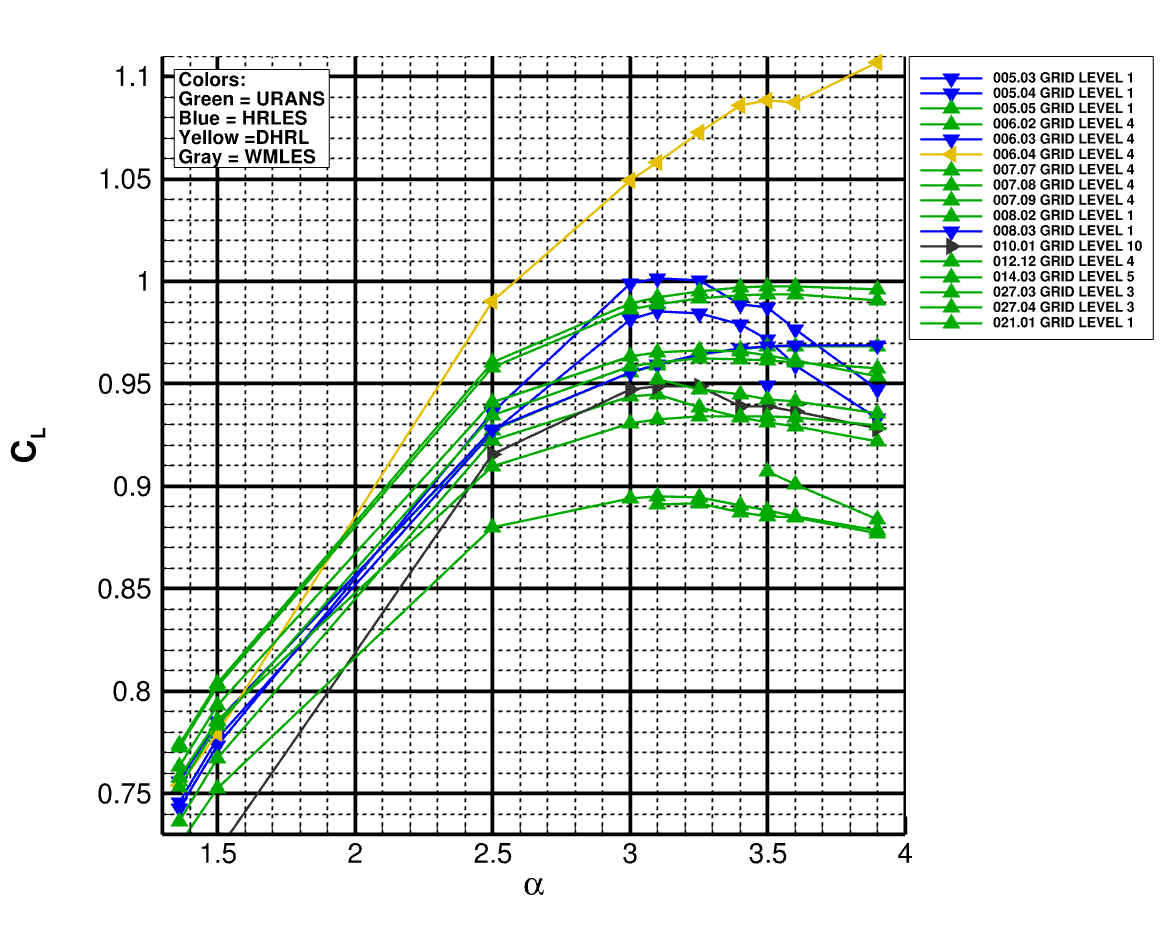 Colors:
Green = URANS
Blue = HRLES
Yellow =DHRL
Gray = WMLES
005.03 GRID LEVEL 1
005.04 GRID LEVEL 1
005.05 GRID LEVEL 1
006.02 GRID LEVEL 4
006.03 GRID LEVEL 4
006.04 GRID LEVEL 4
007.07 GRID LEVEL 4
007.08 GRID LEVEL 4
007.09 GRID LEVEL 4
008.02 GRID LEVEL 1
008.03 GRID LEVEL 1
010.01 GRID LEVEL 10
012.12 GRID LEVEL 4
014.03 GRID LEVEL 5
027.03 GRID LEVEL 3
027.04 GRID LEVEL 3
021.01 GRID LEVEL 1
1.1
1.05
1
0.95
0.9
0.85
0.8
0.75
CL
1.5 2 2.5 3 3.5 4
α